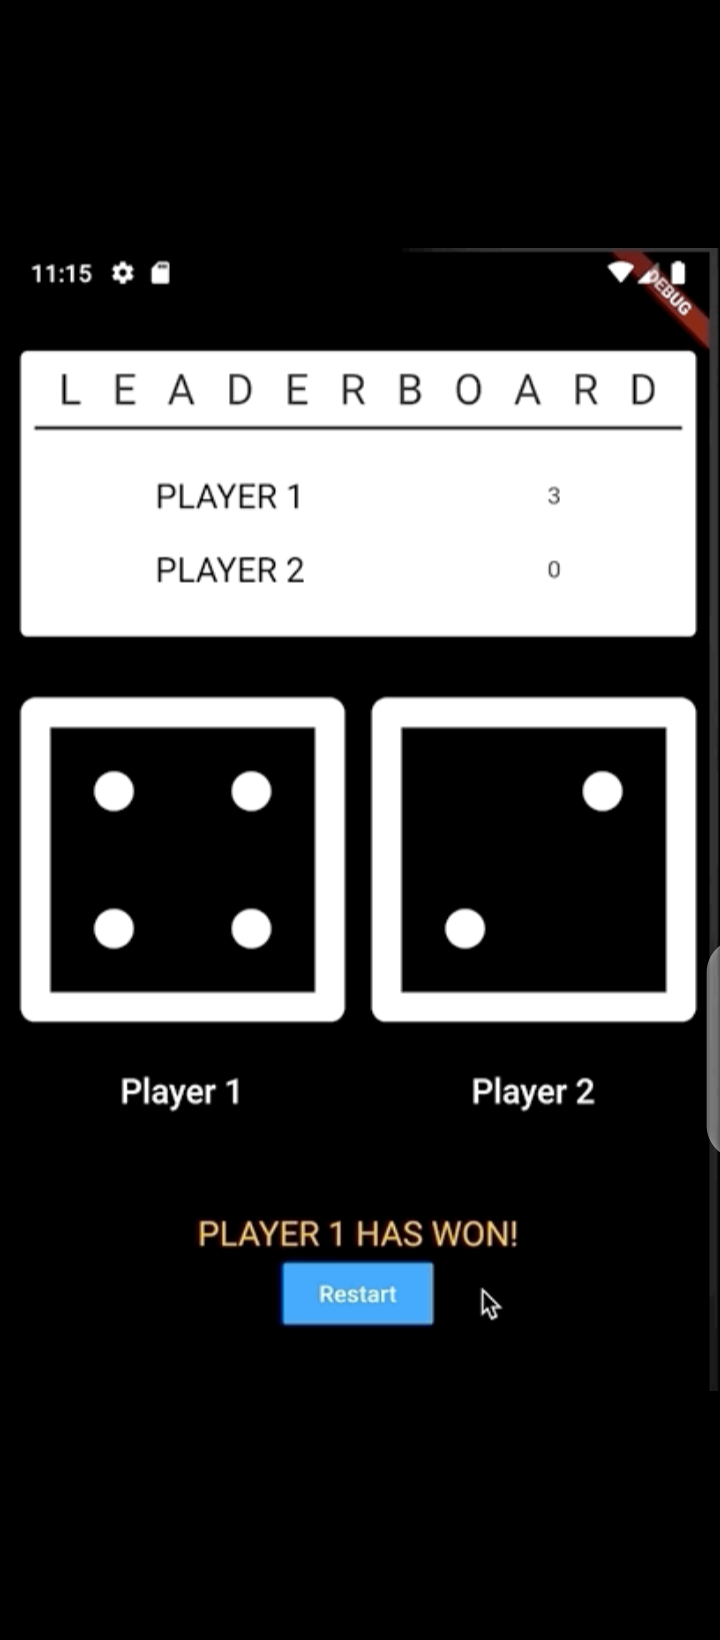 11:15
DEBUG
L E A D E R B O A R D
PLAYER 1 3
PLAYER 2 0
Player 1 Player 2
PLAYER 1 HAS WON!
Restart